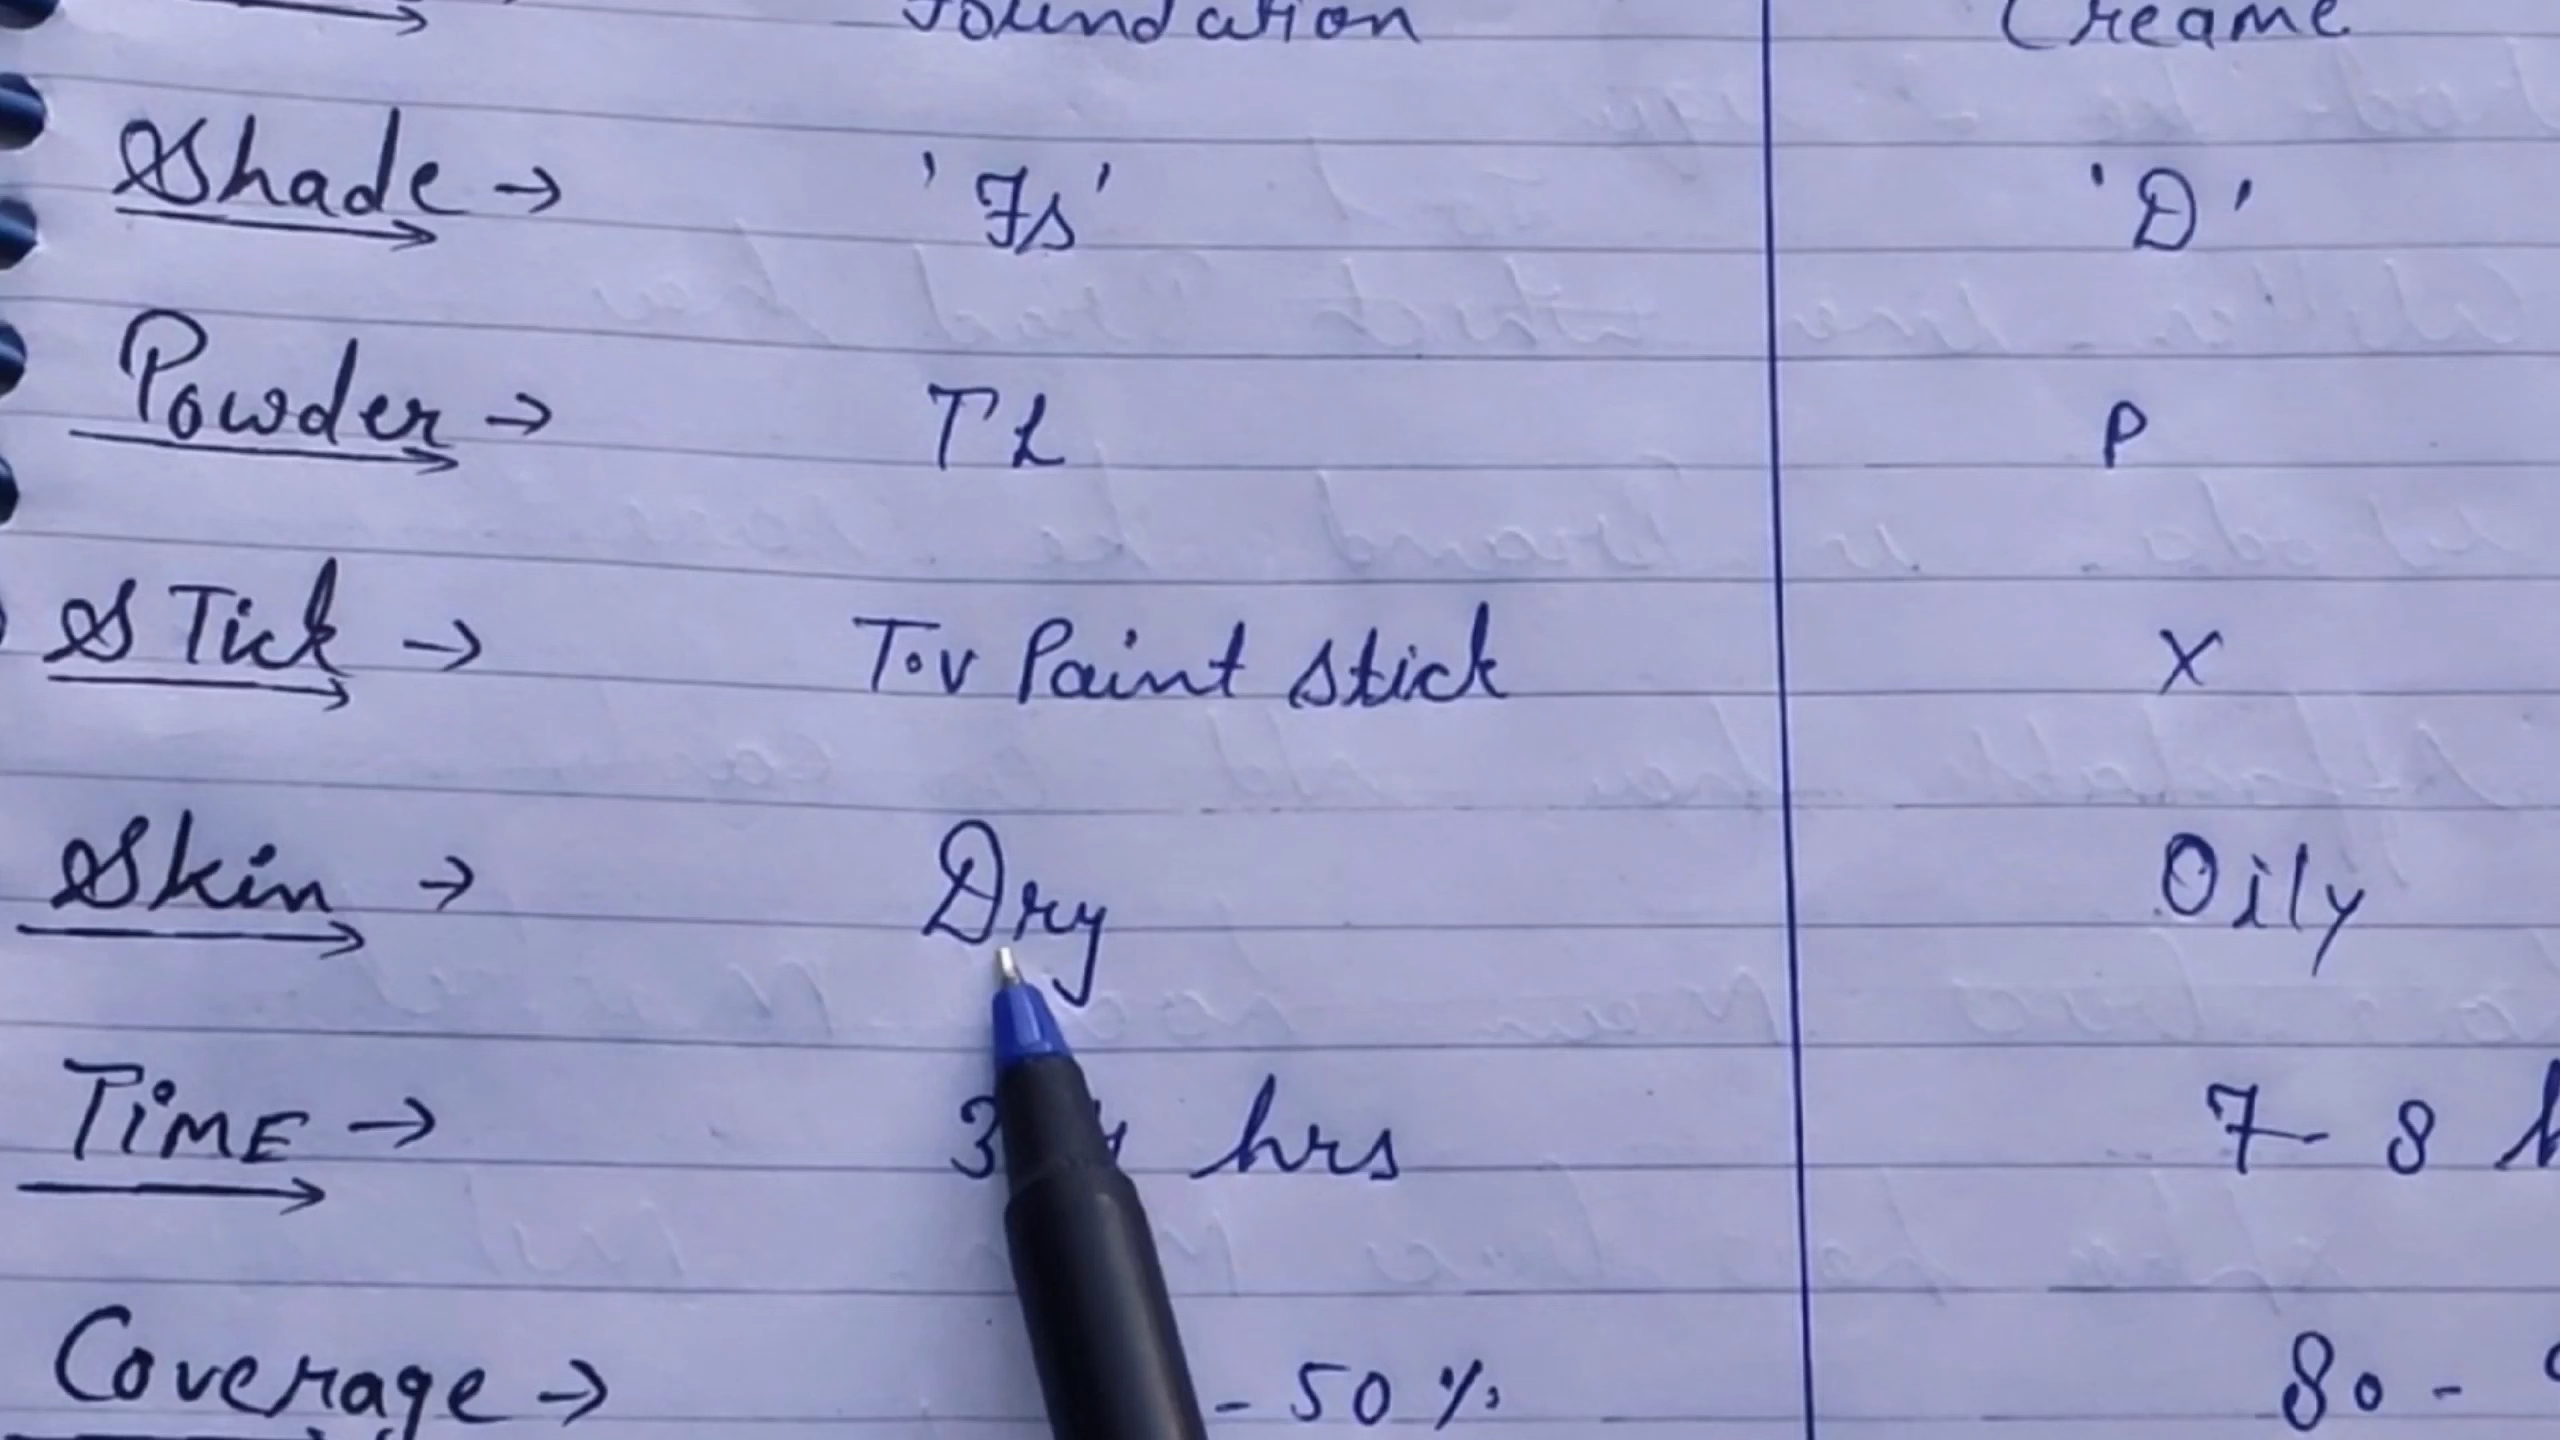 Foundation Creame
Shade → 'Fs' 'D'
Powder → TL P
STick → T.V Paint stick X
Skin → Dry Oily
TiME → 3 hrs 7-8
Coverage → - 50 % 80 -